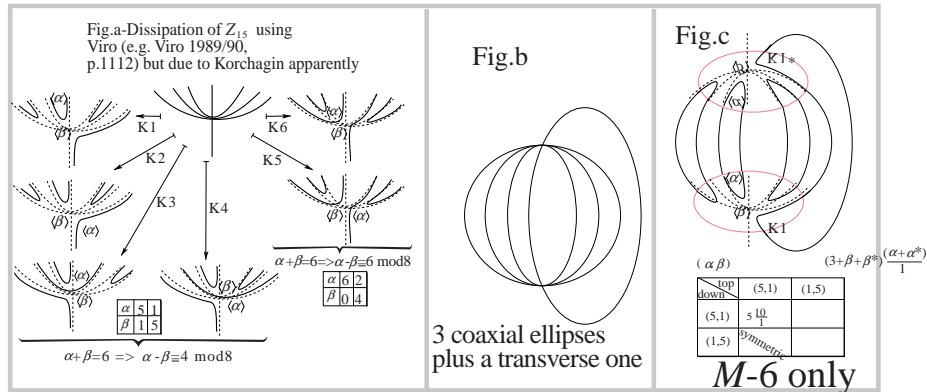 Fig.a-Dissipation of Z15 using
Viro (e.g. Viro 1989/90,
p.1112) but due to Korchagin apparently
⟨α⟩
⟨β⟩
K1
K6
⟨α⟩
⟨β⟩
K2
K5
⟨α⟩
⟨β⟩
⟨α⟩
K3
K4
⟨α⟩
⟨β⟩
α+β=6=>α-β≡6 mod8
⟨α⟩
⟨β⟩
α 5 1
β 1 5
⟨β⟩
⟨α⟩
α 6 2
β 0 4
α+β=6 => α-β≡4 mod8
Fig.b
3 coaxial ellipses
plus a transverse one
Fig.c
K1*
⟨β⟩
⟨α⟩
⟨α⟩
⟨β⟩
K1
(α,β)
(3+β+β*) (α+α*)/1
top
down
(5,1) (1,5)
(5,1) 5 10/1
(1,5) symmetric
M-6 only